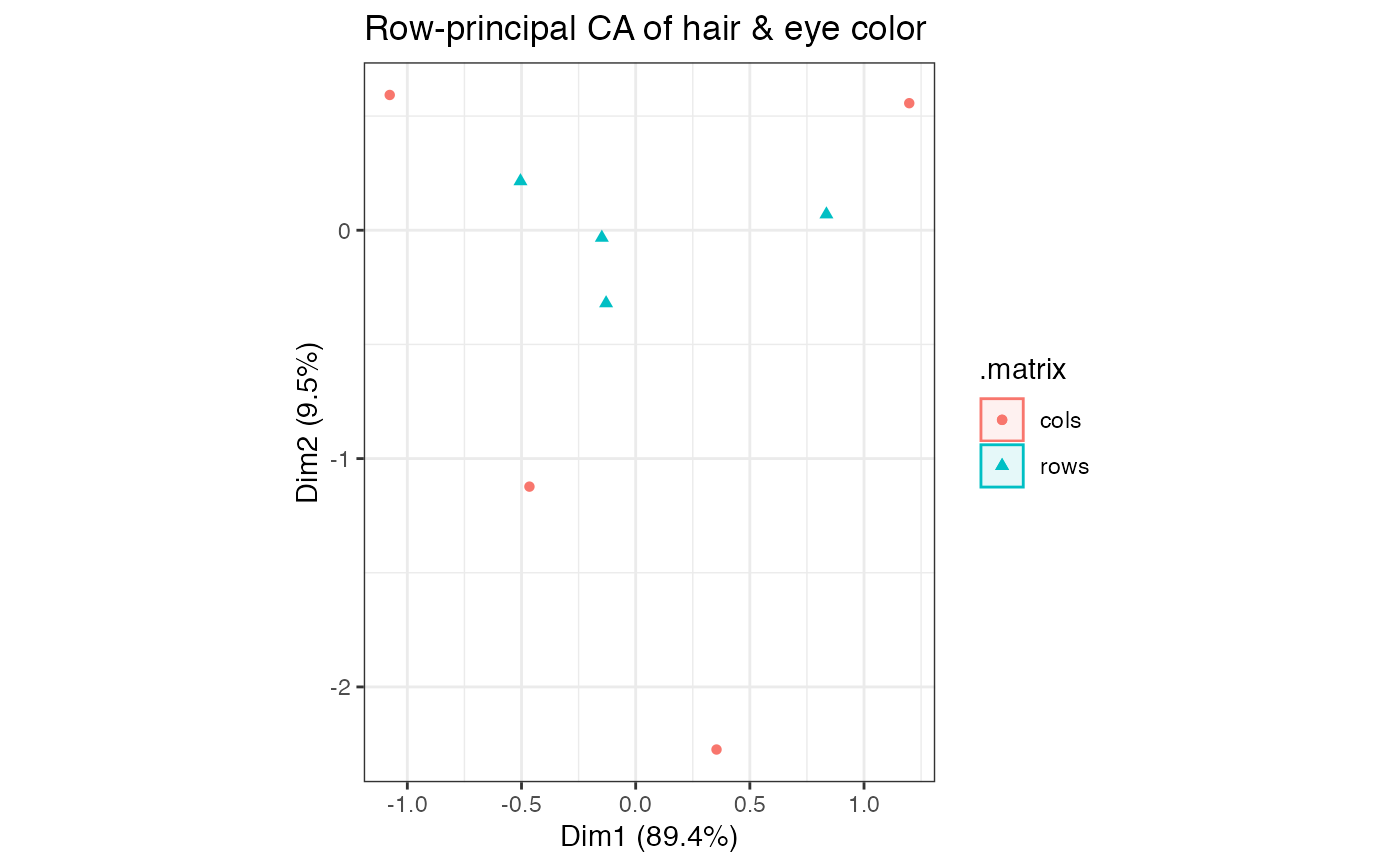 Row-principal CA of hair & eye color
0
-1
-2
Dim2 (9.5%)
-1.0 -0.5 0.0 0.5 1.0
Dim1 (89.4%)
.matrix
cols
rows